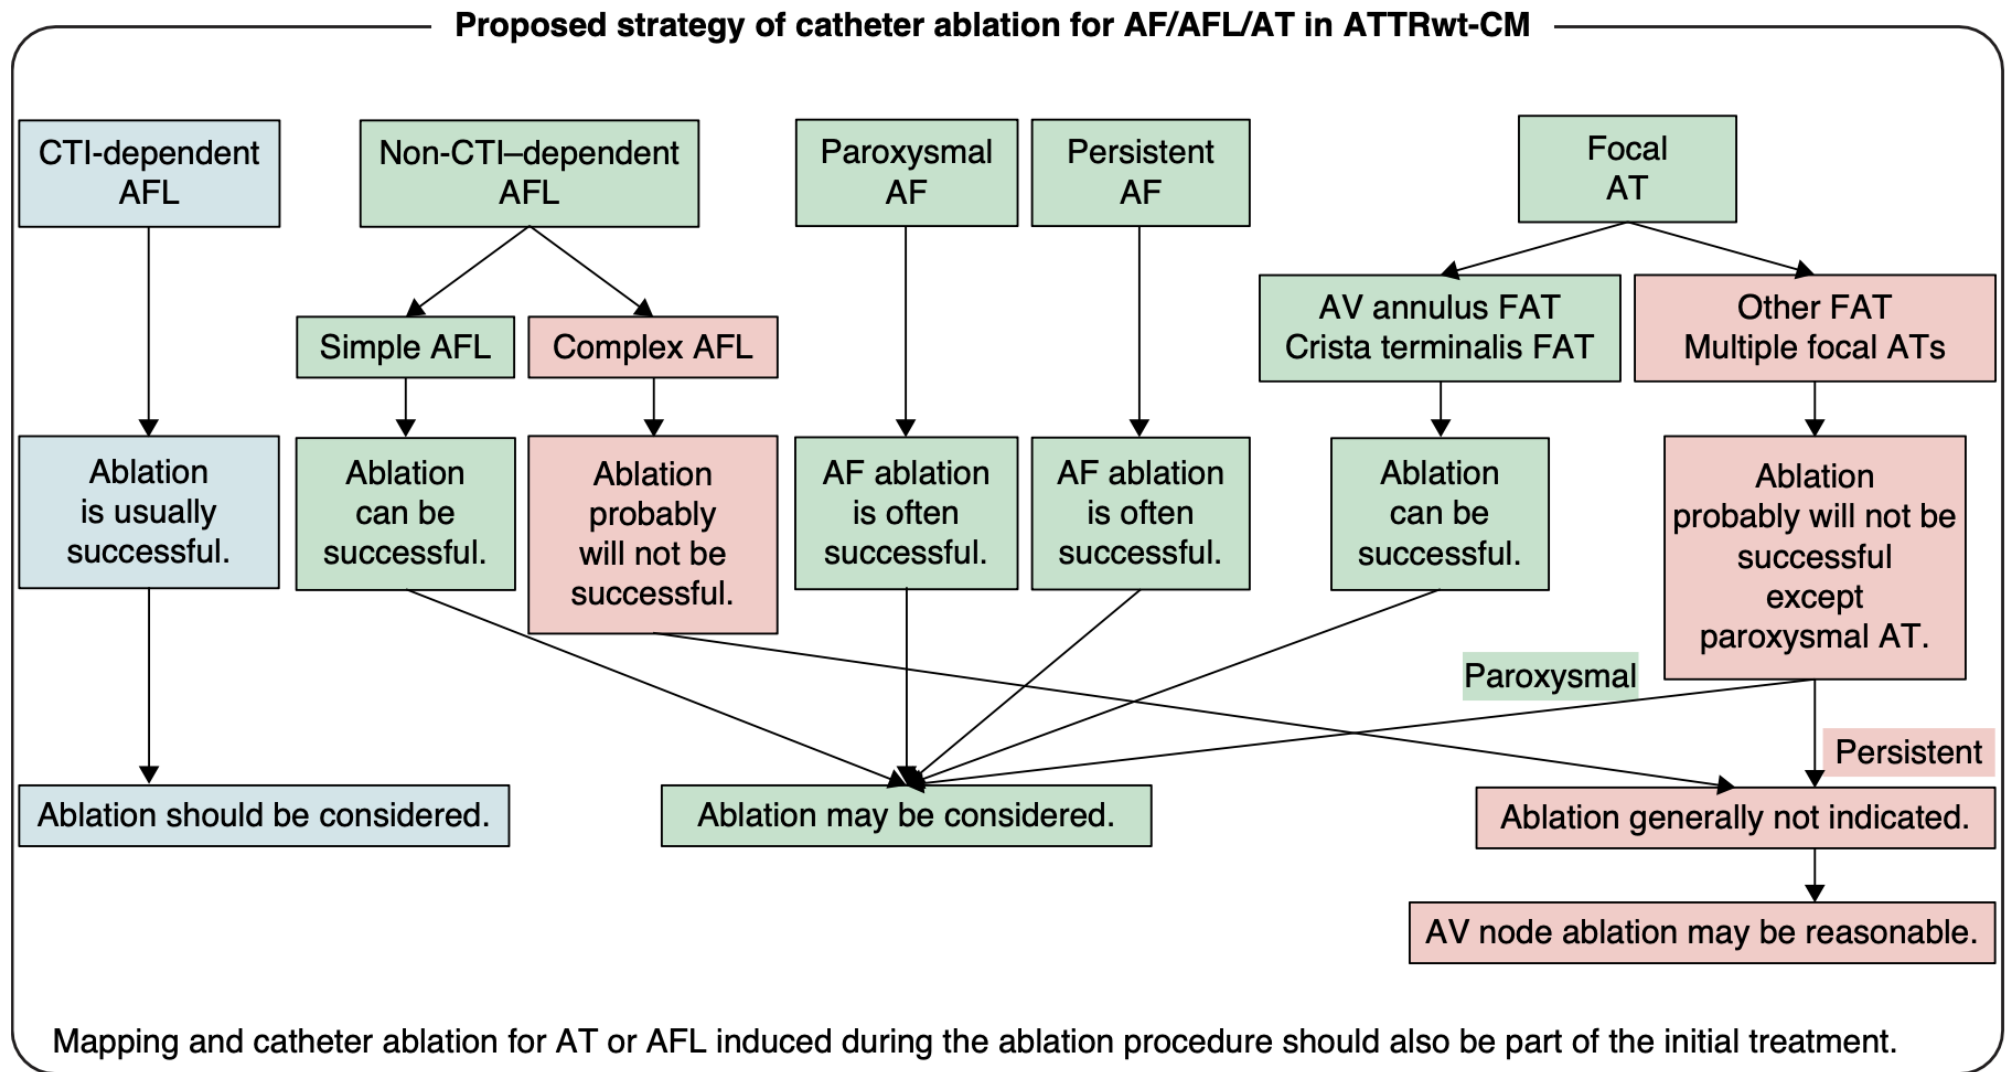 Proposed strategy of catheter ablation for AF/AFL/AT in ATTRwt-CM
CTI-dependent
AFL
Non-CTI–dependent
AFL
Paroxysmal
AF
Persistent
AF
Focal
AT
Simple AFL
Complex AFL
AV annulus FAT
Crista terminalis FAT
Other FAT
Multiple focal ATs
Ablation
is usually
successful.
Ablation
can be
successful.
Ablation
probably
will not be
successful.
AF ablation
is often
successful.
AF ablation
is often
successful.
Ablation
can be
successful.
Ablation
probably will not be
successful
except
paroxysmal AT.
Paroxysmal
Persistent
Ablation should be considered.
Ablation may be considered.
Ablation generally not indicated.
AV node ablation may be reasonable.
Mapping and catheter ablation for AT or AFL induced during the ablation procedure should also be part of the initial treatment.